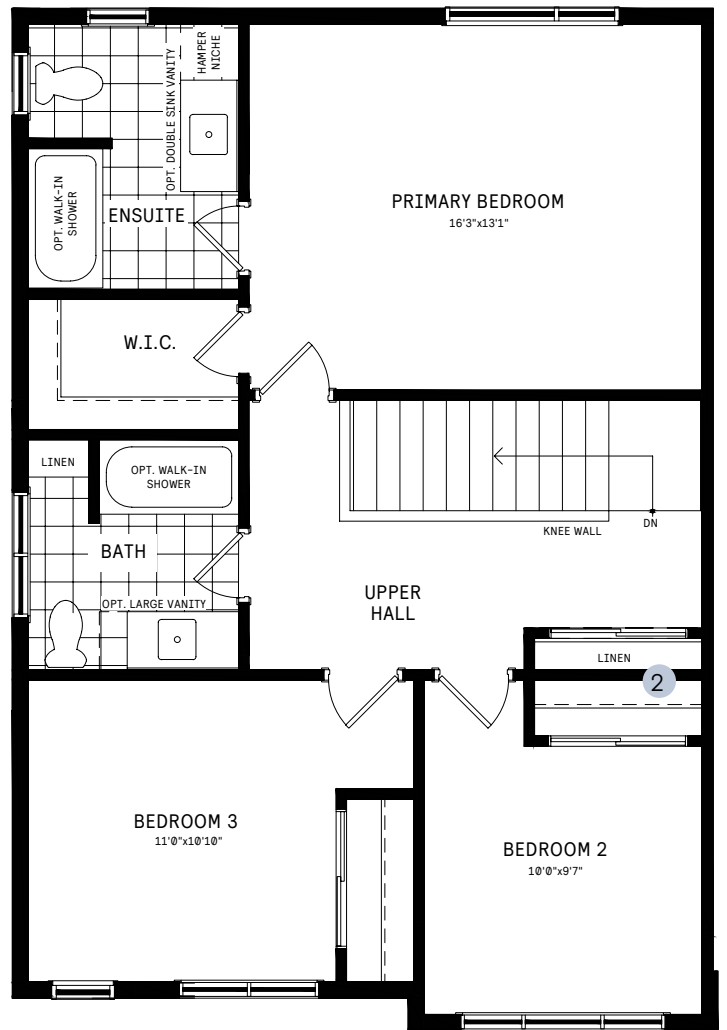 HAMPER
NICHE
OPT. DOUBLE SINK VANITY
OPT. WALK-IN
SHOWER
ENSUITE
PRIMARY BEDROOM
16'3"x13'1"
W.I.C.
LINEN
OPT. WALK-IN
SHOWER
KNEE WALL
DN
BATH
OPT. LARGE VANITY
UPPER
HALL
LINEN
2
BEDROOM 3
11'0"x10'10"
BEDROOM 2
10'0"x9'7"